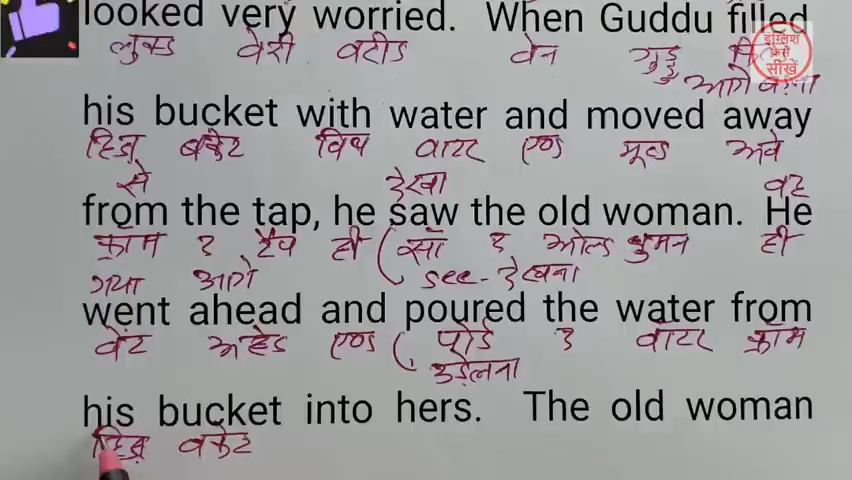 looked very worried. When Guddu filled
लुक्ड वेरी वरीड वेन गुड्डू
इंग्लिश कैसे सीखें
his bucket with water and moved away
हिज़ बकेट विथ वाटर एण्ड मूव्ड अवे
से देखा वह
from the tap, he saw the old woman. He
फ्रॉम द टैप ही (सॉ द ओल्ड वुमन ही
गया आगे see-देखना
went ahead and poured the water from
वेंट अहेड एण्ड ( पोर्ड द वॉटर फ्रॉम
उड़ेलना
his bucket into hers. The old woman
हिज़ बकेट